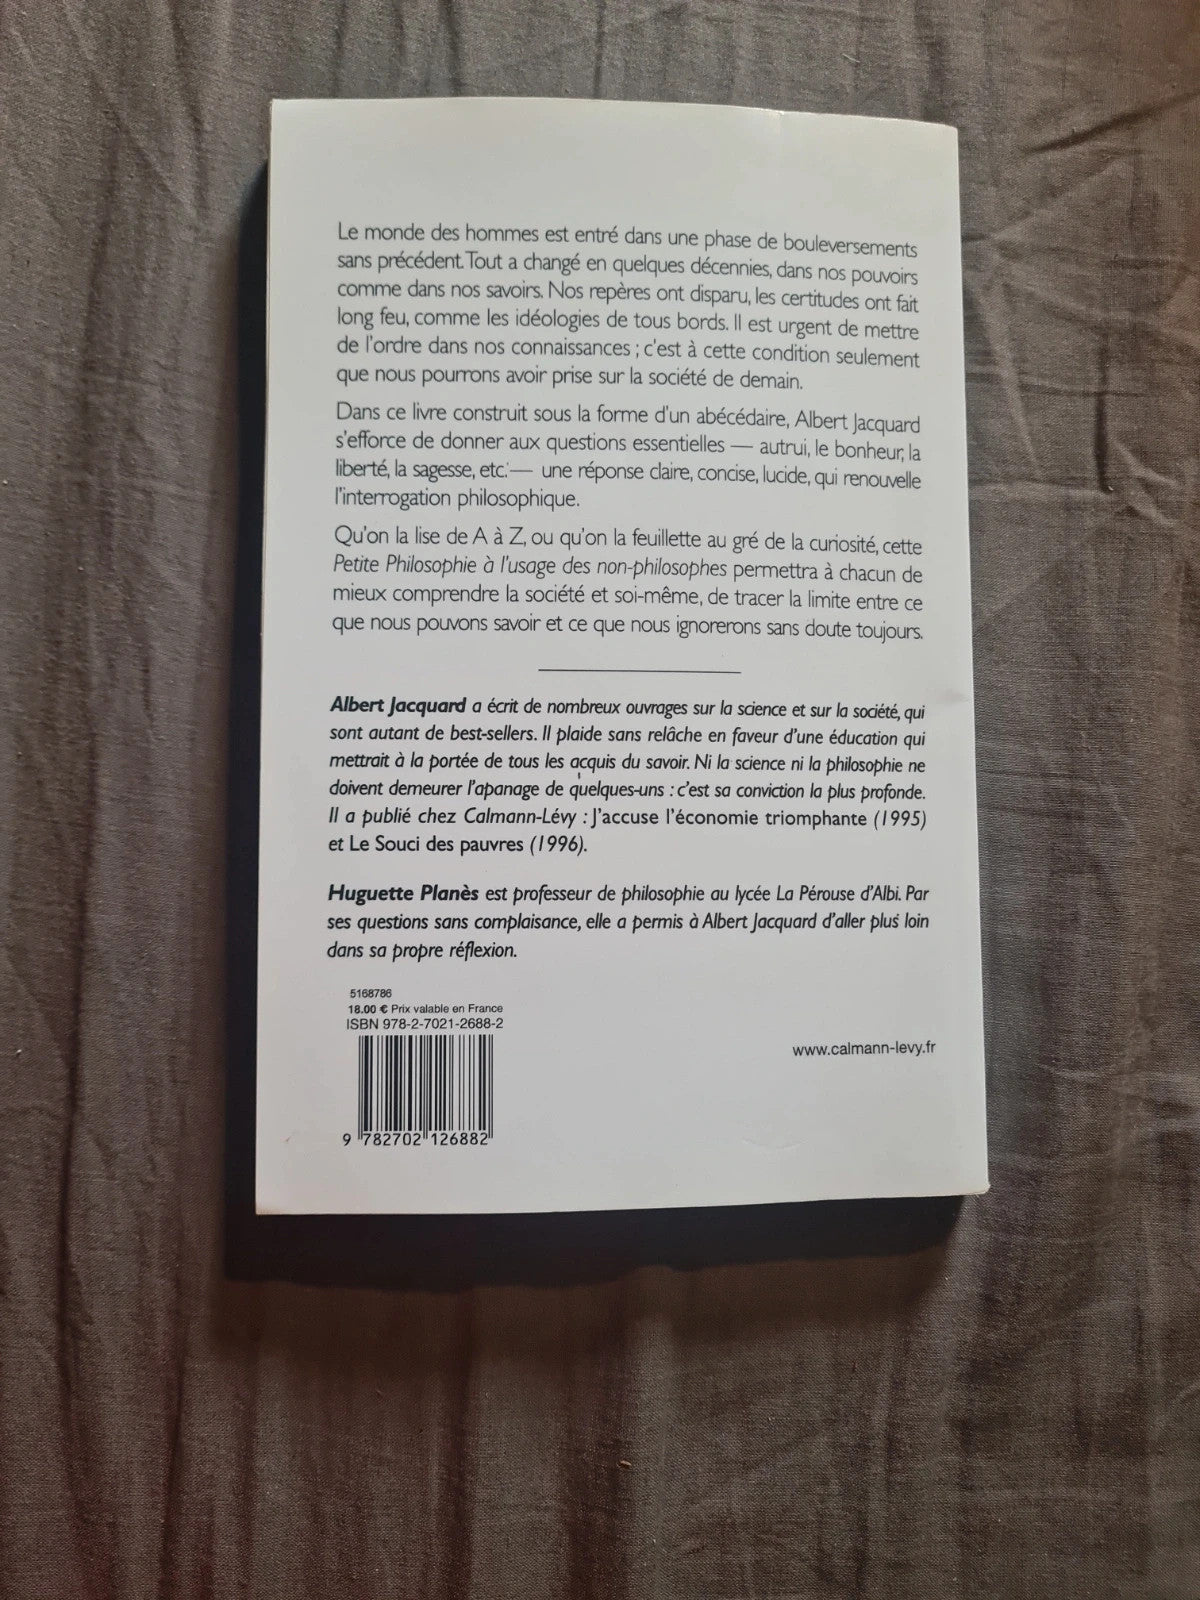 Le monde des hommes est entré dans une phase de bouleversements
sans précédent. Tout a changé en quelques décennies, dans nos pouvoirs
comme dans nos savoirs. Nos repères ont disparu, les certitudes ont fait
long feu, comme les idéologies de tous bords. Il est urgent de mettre
de l'ordre dans nos connaissances ; c'est à cette condition seulement
que nous pourrons avoir prise sur la société de demain.
Dans ce livre construit sous la forme d'un abécédaire, Albert Jacquard
s'efforce de donner aux questions essentielles — autrui, le bonheur, la
liberté, la sagesse, etc. — une réponse claire, concise, lucide, qui renouvelle
l'interrogation philosophique.
Qu'on la lise de A à Z, ou qu'on la feuillette au gré de la curiosité, cette
Petite Philosophie à l'usage des non-philosophes permettra à chacun de
mieux comprendre la société et soi-même, de tracer la limite entre ce
que nous pouvons savoir et ce que nous ignorerons sans doute toujours.
Albert Jacquard a écrit de nombreux ouvrages sur la science et sur la société, qui
sont autant de best-sellers. Il plaide sans relâche en faveur d'une éducation qui
mettrait à la portée de tous les acquis du savoir. Ni la science ni la philosophie ne
doivent demeurer l'apanage de quelques-uns : c'est sa conviction la plus profonde.
Il a publié chez Calmann-Lévy : J'accuse l'économie triomphante (1995)
et Le Souci des pauvres (1996).
Huguette Planès est professeur de philosophie au lycée La Pérouse d'Albi. Par
ses questions sans complaisance, elle a permis à Albert Jacquard d'aller plus loin
dans sa propre réflexion.
5168786
18.00 € Prix valable en France
ISBN 978-2-7021-2688-2
www.calmann-levy.fr
9 782702 126882